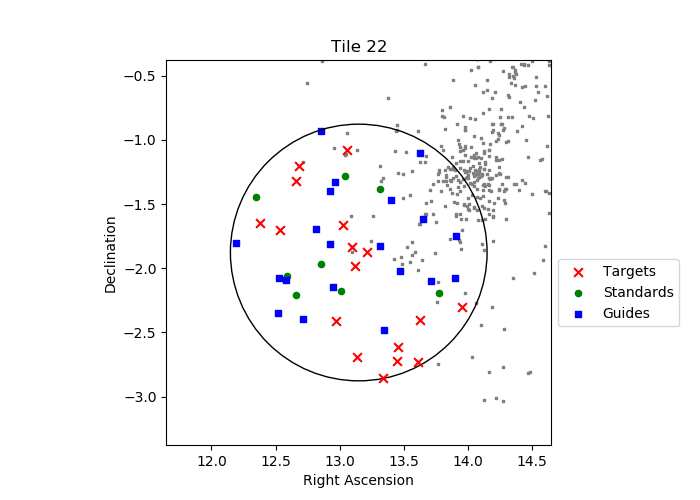 Tile 22
−0.5
−1.0
−1.5
−2.0
−2.5
−3.0
Declination
12.0 12.5 13.0 13.5 14.0 14.5
Right Ascension
Targets
Standards
Guides